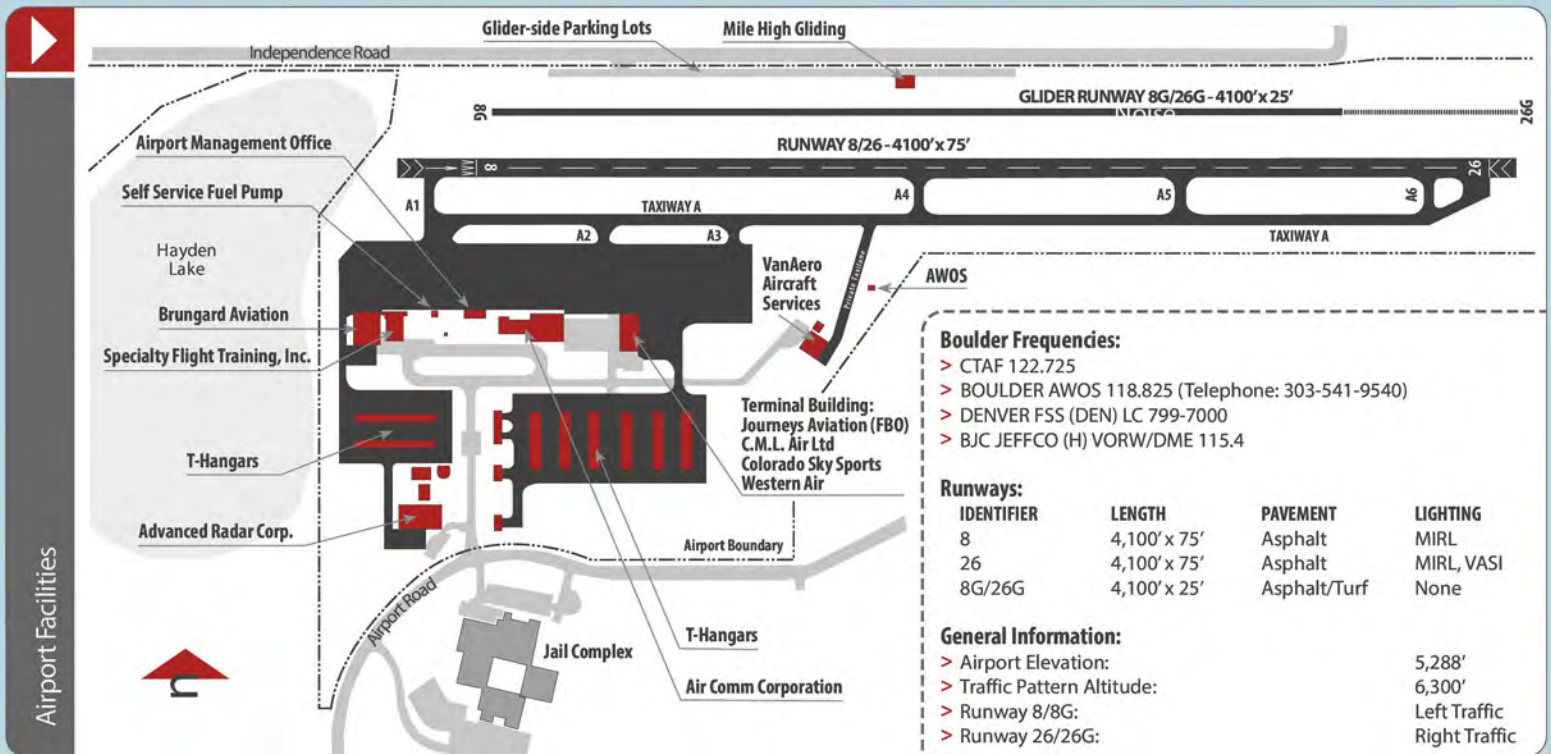 Airport Facilities
Independence Road
Glider-side Parking Lots
Mile High Gliding
GLIDER RUNWAY 8G/26G - 4100' x 25'
Noise
8G
26G
Airport Management Office
RUNWAY 8/26 - 4100' x 75'
8
26
Self Service Fuel Pump
A1
TAXIWAY A
A4
A5
A6
A2
A3
TAXIWAY A
Hayden
Lake
VanAero
Aircraft
Services
Private Taxilane
AWOS
Brungard Aviation
Specialty Flight Training, Inc.
Terminal Building:
Journeys Aviation (FBO)
C.M.L. Air Ltd
Colorado Sky Sports
Western Air
T-Hangars
Advanced Radar Corp.
Airport Boundary
Airport Road
T-Hangars
Jail Complex
Air Comm Corporation
n
Boulder Frequencies:
> CTAF 122.725
> BOULDER AWOS 118.825 (Telephone: 303-541-9540)
> DENVER FSS (DEN) LC 799-7000
> BJC JEFFCO (H) VORW/DME 115.4
Runways:
IDENTIFIER LENGTH PAVEMENT LIGHTING
8 4,100' x 75' Asphalt MIRL
26 4,100' x 75' Asphalt MIRL, VASI
8G/26G 4,100' x 25' Asphalt/Turf None
General Information:
> Airport Elevation: 5,288'
> Traffic Pattern Altitude: 6,300'
> Runway 8/8G: Left Traffic
> Runway 26/26G: Right Traffic